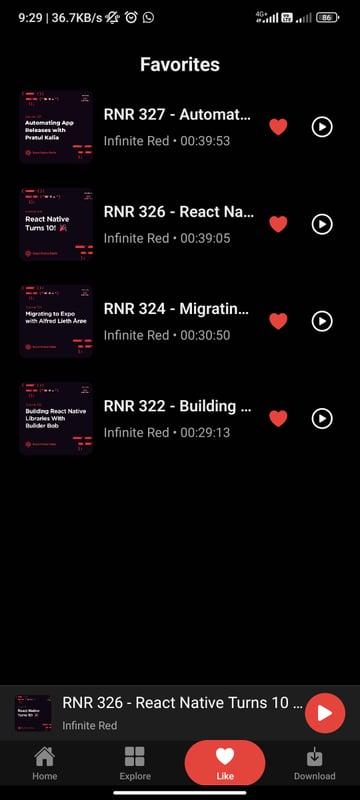 9:29 | 36.7KB/s
4G+
86
Favorites
Automating App
Releases with
Pratul Kalia
RNR 327 - Automat...
Infinite Red • 00:39:53
React Native
Turns 10! 🎉
RNR 326 - React Na...
Infinite Red • 00:39:05
Migrating to Expo
with Alfred Lieth Årøe
RNR 324 - Migratin...
Infinite Red • 00:30:50
Building React Native
Libraries With
Builder Bob
RNR 322 - Building ...
Infinite Red • 00:29:13
React Native
Turns 10! 🎉
RNR 326 - React Native Turns 10 ...
Infinite Red
Home
Explore
Like
Download